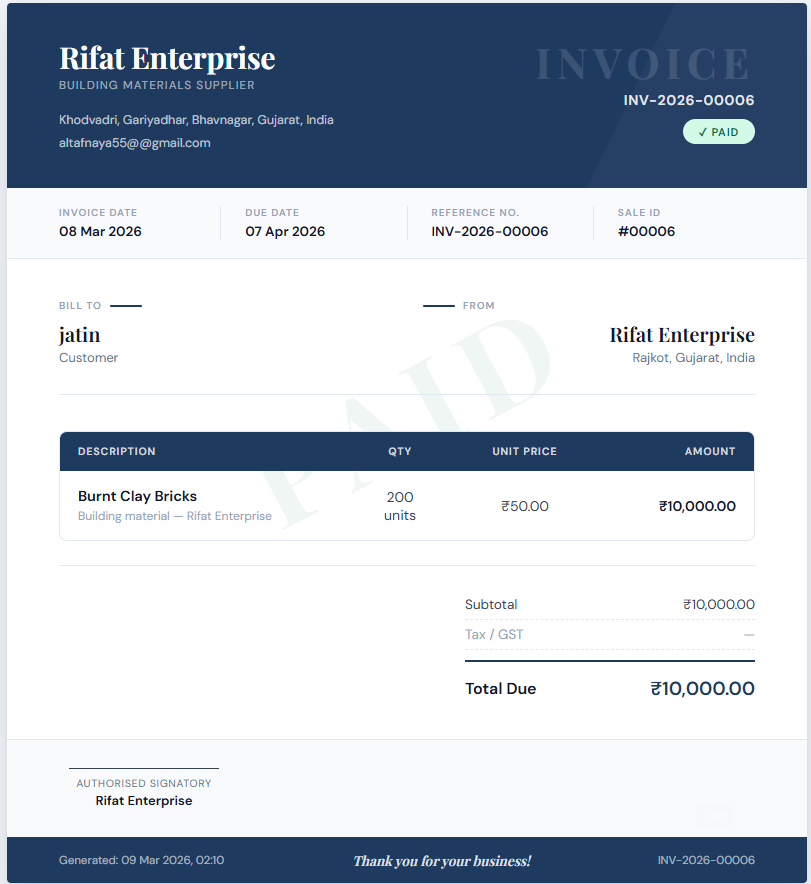 Rifat Enterprise
BUILDING MATERIALS SUPPLIER
Khodvadri, Gariyadhar, Bhavnagar, Gujarat, India
altafnaya55@@gmail.com
INVOICE
INV-2026-00006
✓ PAID
INVOICE DATE
08 Mar 2026
DUE DATE
07 Apr 2026
REFERENCE NO.
INV-2026-00006
SALE ID
#00006
BILL TO
jatin
Customer
FROM
Rifat Enterprise
Rajkot, Gujarat, India
PAID
DESCRIPTION QTY UNIT PRICE AMOUNT
Burnt Clay Bricks
Building material — Rifat Enterprise
200
units
₹50.00
₹10,000.00
Subtotal ₹10,000.00
Tax / GST —
Total Due ₹10,000.00
AUTHORISED SIGNATORY
Rifat Enterprise
Generated: 09 Mar 2026, 02:10
Thank you for your business!
INV-2026-00006